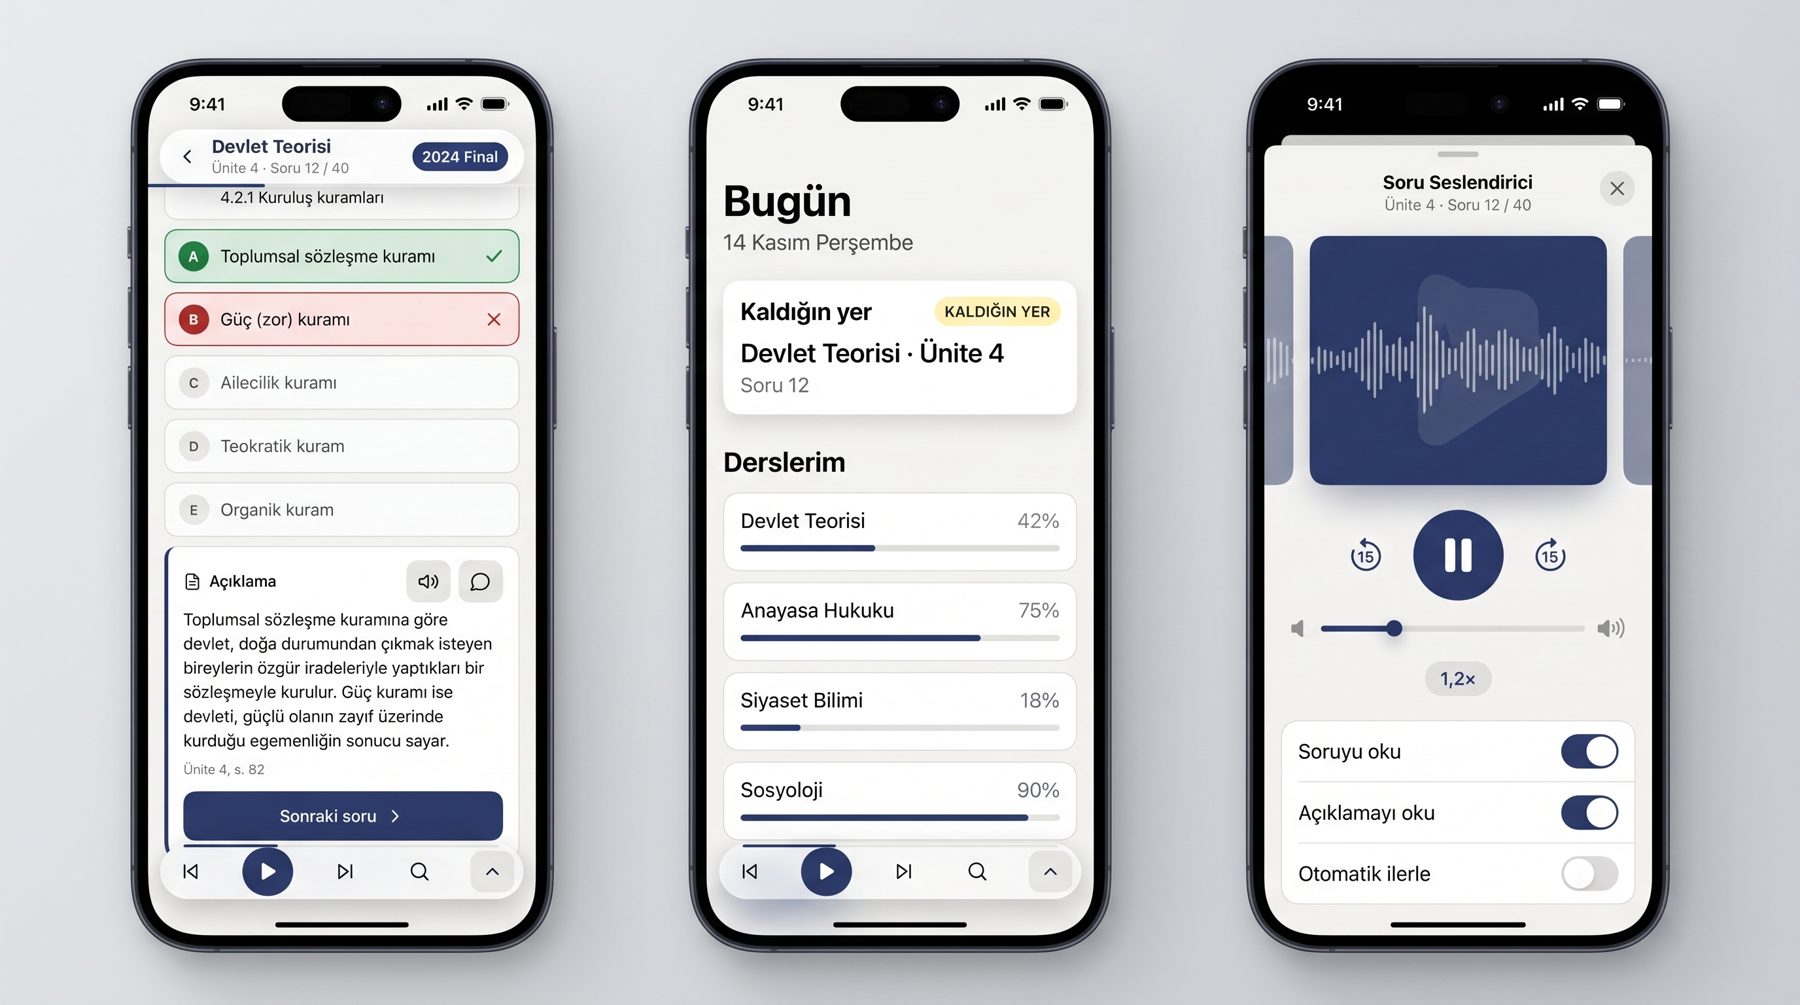 9:41
Devlet Teorisi
Ünite 4 · Soru 12 / 40
2024 Final
4.2.1 Kuruluş kuramları
A Toplumsal sözleşme kuramı
B Güç (zor) kuramı
C Ailecilik kuramı
D Teokratik kuram
E Organik kuram
Açıklama
Toplumsal sözleşme kuramına göre
devlet, doğa durumundan çıkmak isteyen
bireylerin özgür iradeleriyle yaptıkları bir
sözleşmeyle kurulur. Güç kuramı ise
devleti, güçlü olanın zayıf üzerinde
kurduğu egemenliğin sonucu sayar.
Ünite 4, s. 82
Sonraki soru
9:41
Bugün
14 Kasım Perşembe
Kaldığın yer
KALDIĞIN YER
Devlet Teorisi · Ünite 4
Soru 12
Derslerim
Devlet Teorisi 42%
Anayasa Hukuku 75%
Siyaset Bilimi 18%
Sosyoloji 90%
9:41
Soru Seslendirici
Ünite 4 · Soru 12 / 40
15
15
1,2×
Soruyu oku
Açıklamayı oku
Otomatik ilerle